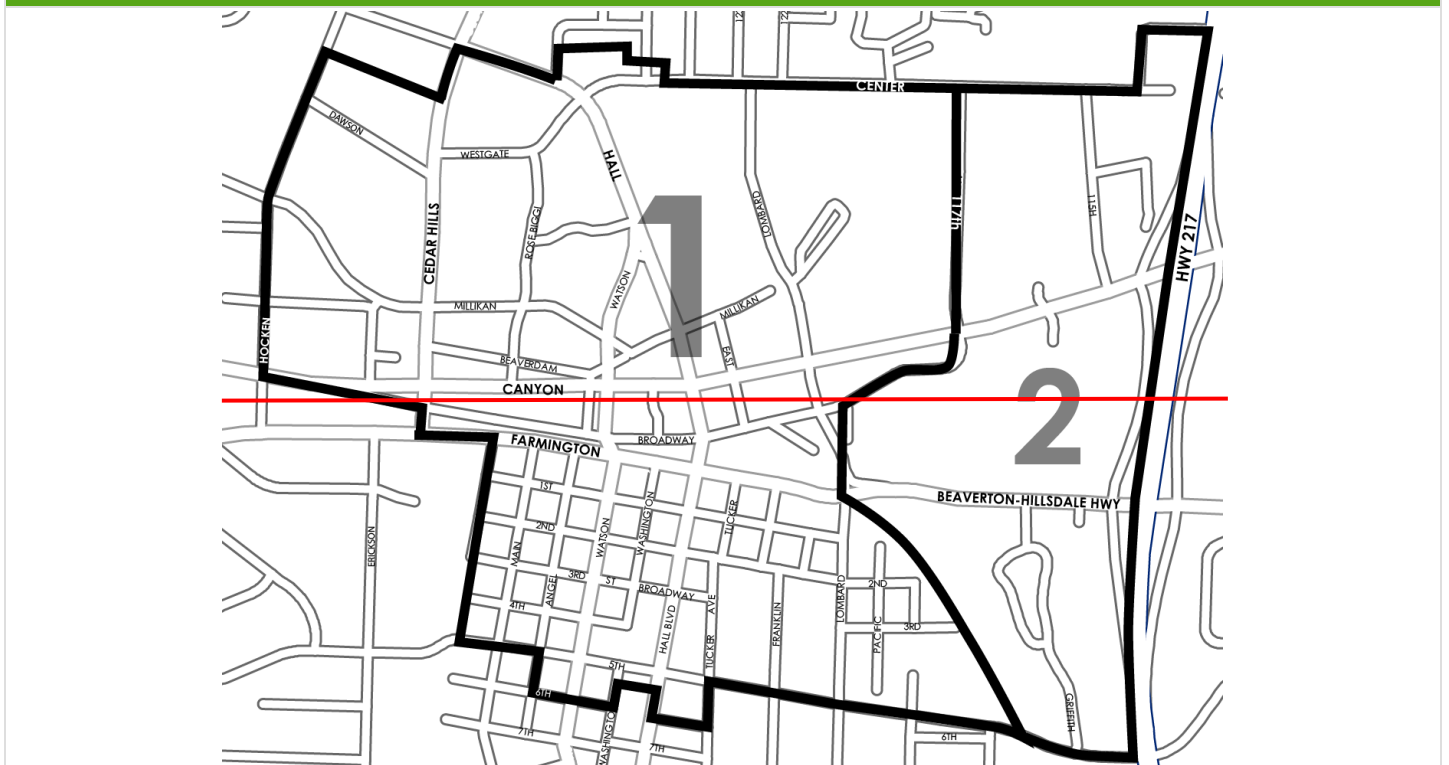 CENTER
DAWSON
WESTGATE
HALL
CEDAR HILLS
ROSE BIGGI
LOMBARD
117th
115H
HWY 217
1
WATSON
MILLIKAN
MILLIKAN
HOCKEN
BEAVERDAM
EAST
CANYON
2
FARMINGTON
BROADWAY
1ST
BEAVERTON-HILLSDALE HWY
2ND
WASHINGTON
TUCKER
WATSON
ERICKSON
MAIN
3RD
ST
ANGEL
BROADWAY
AVE
LOMBARD
2ND
4TH
HALL BLVD
FRANKLIN
PACIFIC
3RD
TUCKER
5TH
6TH
GRIFFITH
7TH
WASHINGTO
7TH
6TH